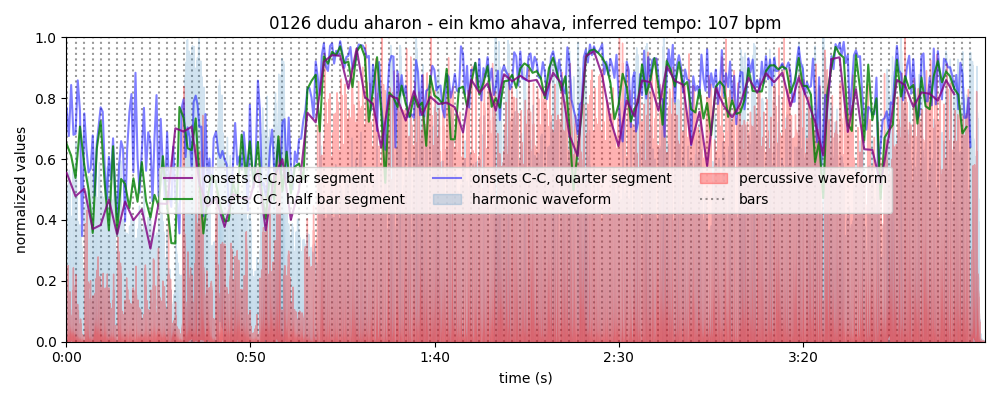 0126 dudu aharon - ein kmo ahava, inferred tempo: 107 bpm
1.0
0.8
0.6
0.4
0.2
0.0
normalized values
onsets C-C, bar segment
onsets C-C, half bar segment
onsets C-C, quarter segment
harmonic waveform
percussive waveform
bars
0:00 0:50 1:40 2:30 3:20
time (s)